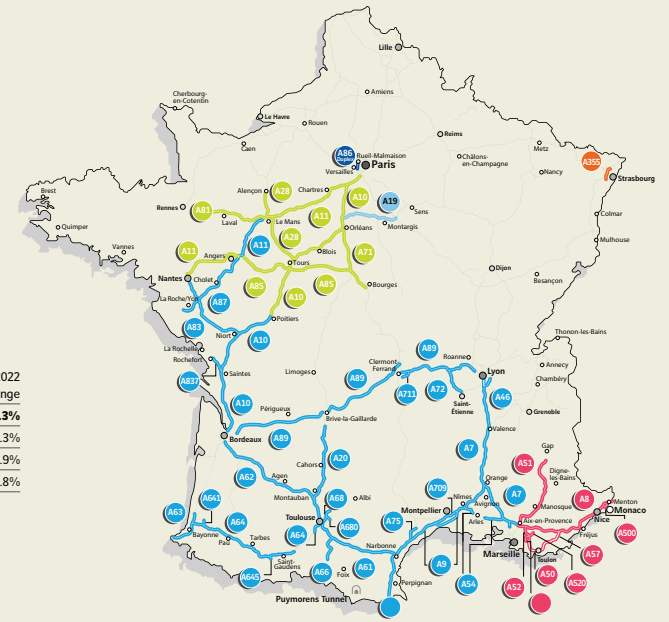 Lille
Amiens
Cherbourg-
en-Cotentin
Le Havre
Rouen
Reims
Caen
A86
Duplex
Rueil-Malmaison
Paris
Versailles
Châlons-
en-Champagne
Metz
Nancy
A355
Strasbourg
Brest
Alençon
A28
Chartres
A10
A19
Sens
Rennes
A81
Laval
Le Mans
A11
Montargis
Orléans
Colmar
Quimper
A28
Mulhouse
Vannes
A11
Angers
A11
Blois
A71
Tours
Dijon
Nantes
Cholet
A85
A85
Bourges
Besançon
La Roche/Yon
A87
A10
A83
Poitiers
Niort
A10
Thonon-les-Bains
La Rochelle
Rochefort
A89
Roanne
Clermont-
Ferrand
Annecy
2022
nge
A837
Saintes
Limoges
A89
A711
A72
Lyon
Chambéry
.3%
Saint-
Étienne
A46
A10
Périgueux
Brive-la-Gaillarde
Grenoble
.3%
Bordeaux
A89
Valence
.9%
A7
Gap
.8%
Cahors
A20
A51
Digne-
les-Bains
A62
Agen
Orange
A641
Montauban
A68
Albi
A709
Nîmes
A7
Manosque
A8
Menton
A63
Avignon
Monaco
A64
Toulouse
Montpellier
Arles
Aix-en-Provence
Nice
A64
A680
A75
Fréjus
A500
Bayonne
Pau
Tarbes
Narbonne
Marseille
Toulon
A57
Saint-
Gaudens
A9
A645
A66
Foix
A61
A54
A52
A50
A520
Perpignan
Puymorens Tunnel